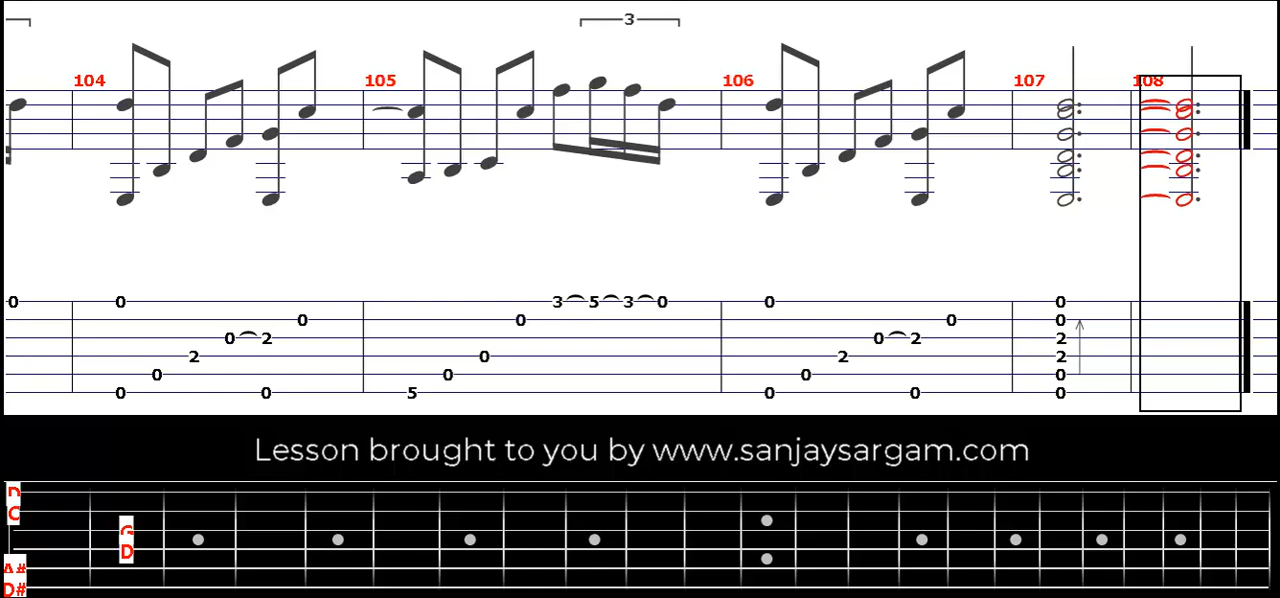 3
104 105 106 107 108
0 0 3 5 3 0 0 0
0 0 0 0
0 2 0 2 2
2 0 2 2
0 0 0 0
0 0 5 0 0 0
Lesson brought to you by www.sanjaysargam.com
D
C
G
D
A#
D#